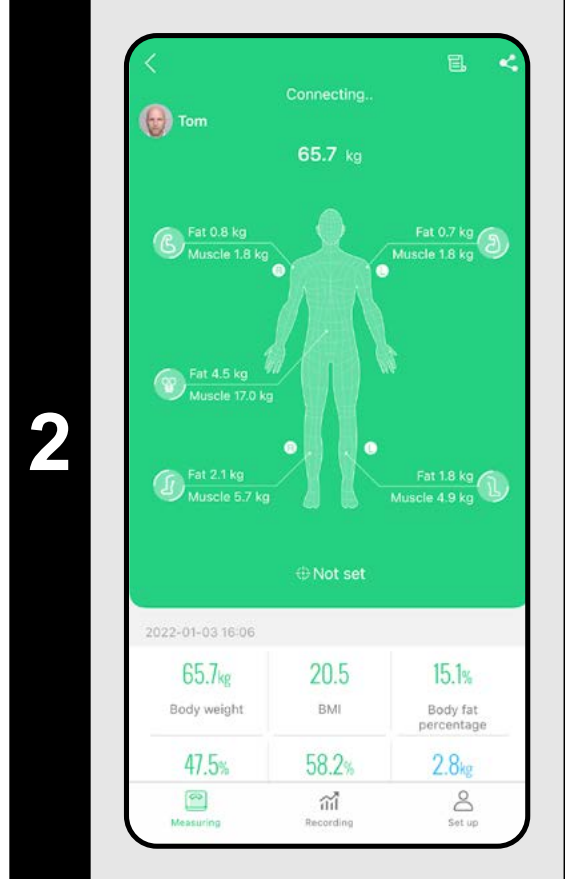 2
Connecting..
Tom
65.7 kg
Fat 0.8 kg
Muscle 1.8 kg
Fat 0.7 kg
Muscle 1.8 kg
R
L
Fat 4.5 kg
Muscle 17.0 kg
R
L
Fat 2.1 kg
Muscle 5.7 kg
Fat 1.8 kg
Muscle 4.9 kg
Not set
2022-01-03 16:06
65.7kg 20.5 15.1%
Body weight BMI Body fat
percentage
47.5% 58.2% 2.8kg
Measuring Recording Set up